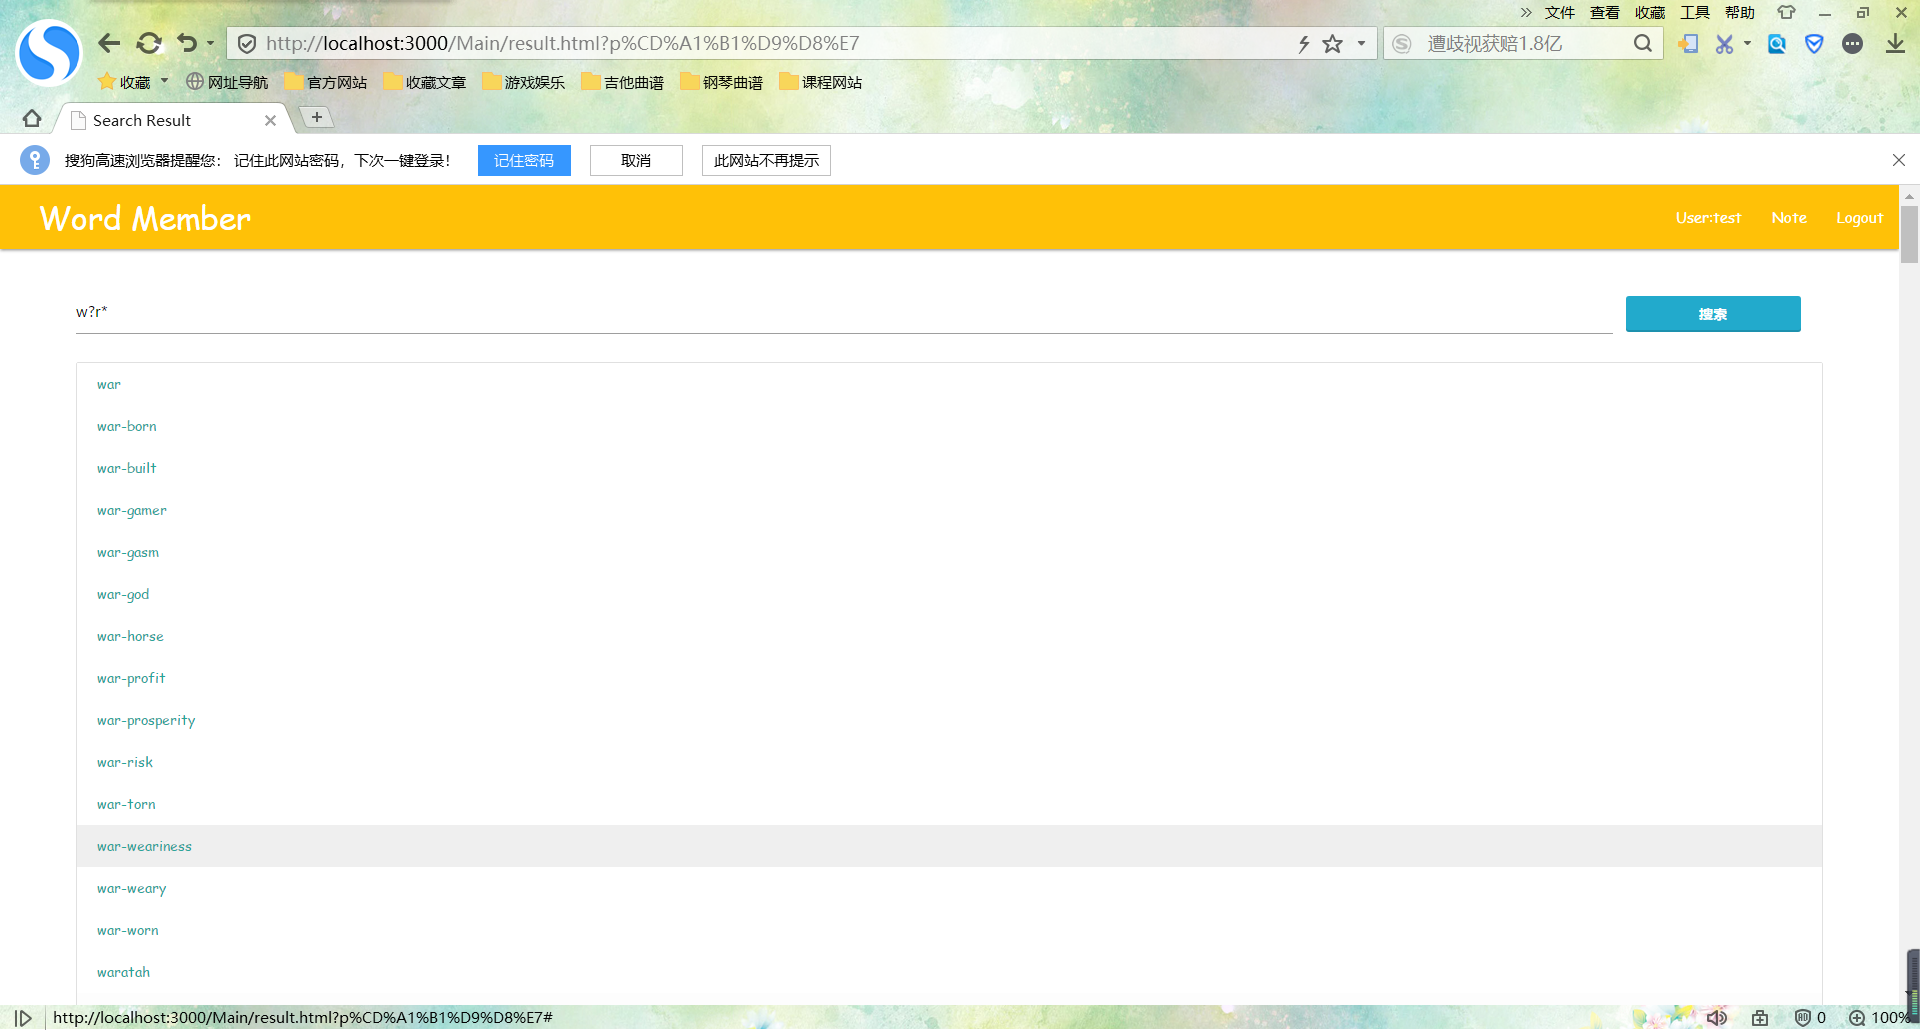 文件 查看 收藏 工具 帮助
http://localhost:3000/Main/result.html?p%CD%A1%B1%D9%D8%E7
遭歧视获赔1.8亿
收藏 网址导航 官方网站 收藏文章 游戏娱乐 吉他曲谱 钢琴曲谱 课程网站
Search Result
搜狗高速浏览器提醒您： 记住此网站密码，下次一键登录！ 记住密码 取消 此网站不再提示
Word Member User:test Note Logout
w?r* 搜索
war
war-born
war-built
war-gamer
war-gasm
war-god
war-horse
war-profit
war-prosperity
war-risk
war-torn
war-weariness
war-weary
war-worn
waratah
http://localhost:3000/Main/result.html?p%CD%A1%B1%D9%D8%E7# 0 100%